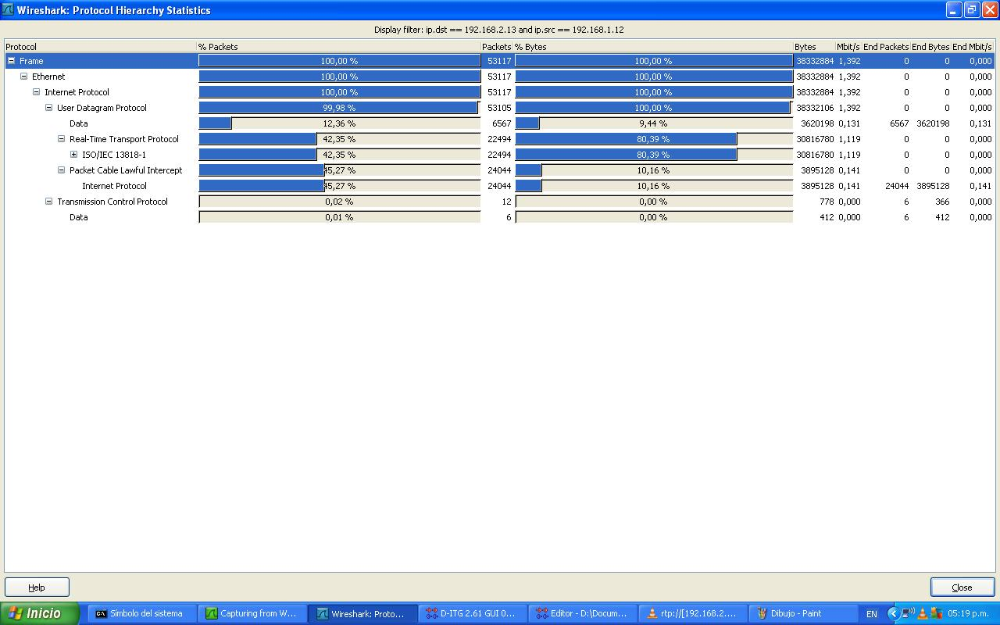 Wireshark: Protocol Hierarchy Statistics
Display filter: ip.dst == 192.168.2.13 and ip.src == 192.168.1.12
Protocol % Packets Packets % Bytes Bytes Mbit/s End Packets End Bytes End Mbit/s
Frame 100,00 % 53117 100,00 % 38332884 1,392 0 0 0,000
Ethernet 100,00 % 53117 100,00 % 38332884 1,392 0 0 0,000
Internet Protocol 100,00 % 53117 100,00 % 38332884 1,392 0 0 0,000
User Datagram Protocol 99,98 % 53105 100,00 % 38332106 1,392 0 0 0,000
Data 12,36 % 6567 9,44 % 3620198 0,131 6567 3620198 0,131
Real-Time Transport Protocol 42,35 % 22494 80,39 % 30816780 1,119 0 0 0,000
ISO/IEC 13818-1 42,35 % 22494 80,39 % 30816780 1,119 0 0 0,000
Packet Cable Lawful Intercept 45,27 % 24044 10,16 % 3895128 0,141 0 0 0,000
Internet Protocol 45,27 % 24044 10,16 % 3895128 0,141 24044 3895128 0,141
Transmission Control Protocol 0,02 % 12 0,00 % 778 0,000 6 366 0,000
Data 0,01 % 6 0,00 % 412 0,000 6 412 0,000
Help Close
Inicio Símbolo del sistema Capturing from W... Wireshark: Proto... D-ITG 2.61 GUI 0... Editor - D:\Docum... rtp://[192.168.2.... Dibujo - Paint EN 05:19 p.m.